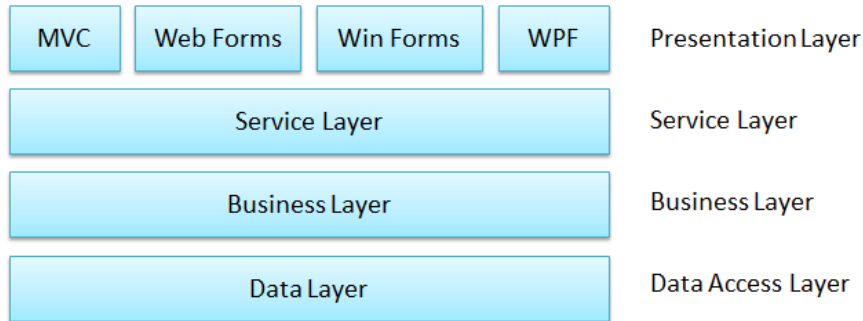 MVC Web Forms Win Forms WPF Presentation Layer
Service Layer Service Layer
Business Layer Business Layer
Data Layer Data Access Layer